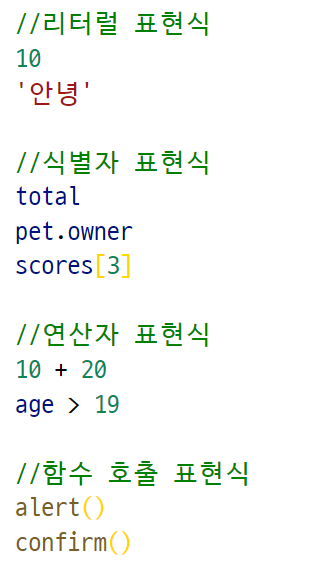 //리터럴 표현식
10
'안녕'
//식별자 표현식
total
pet.owner
scores[3]
//연산자 표현식
10 + 20
age > 19
//함수 호출 표현식
alert()
confirm()